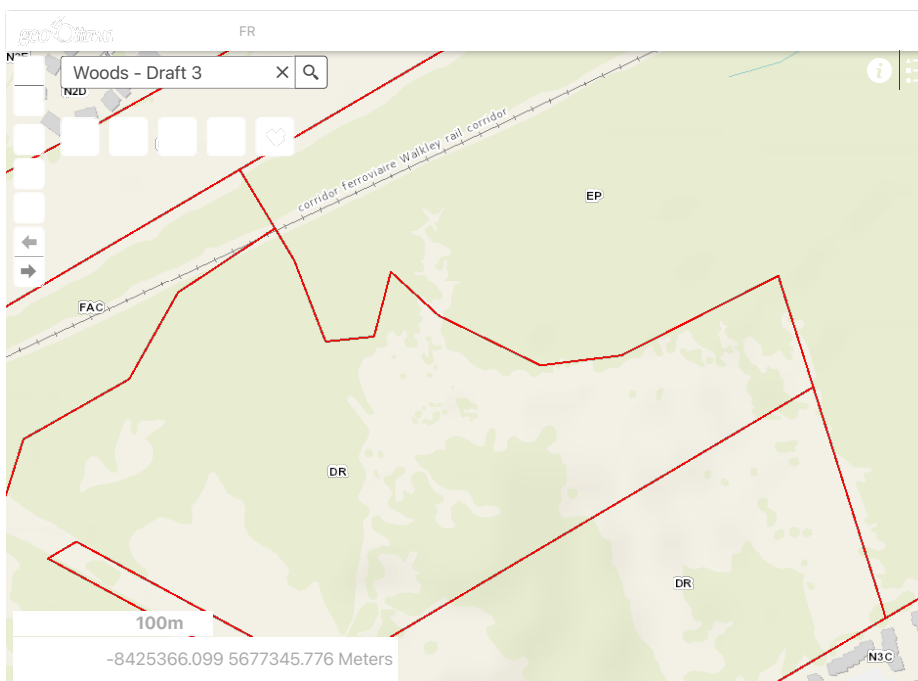 geoOttawa
FR
N3F
Woods - Draft 3
N2D
corridor ferroviaire Walkley rail corridor
EP
FAC
DR
DR
100m
-8425366.099 5677345.776 Meters
N3C